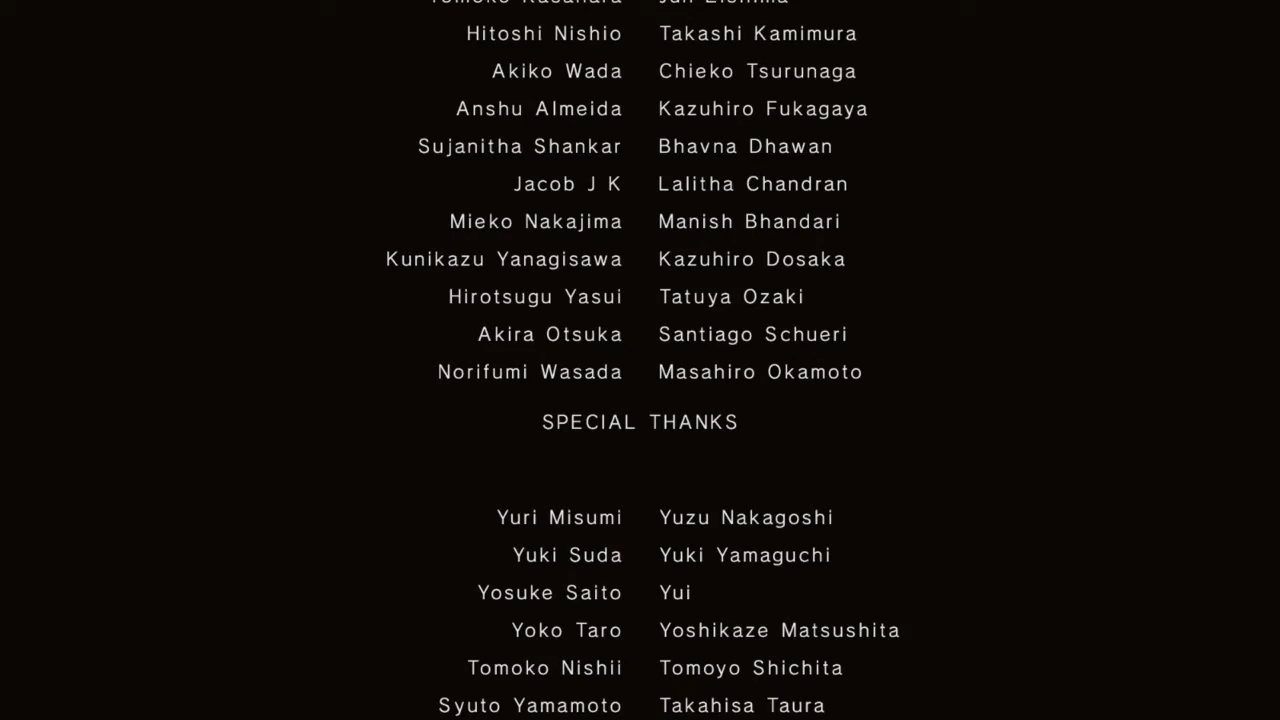 Hitoshi Nishio Takashi Kamimura
Akiko Wada Chieko Tsurunaga
Anshu Almeida Kazuhiro Fukagaya
Sujanitha Shankar Bhavna Dhawan
Jacob J K Lalitha Chandran
Mieko Nakajima Manish Bhandari
Kunikazu Yanagisawa Kazuhiro Dosaka
Hirotsugu Yasui Tatuya Ozaki
Akira Otsuka Santiago Schueri
Norifumi Wasada Masahiro Okamoto
SPECIAL THANKS
Yuri Misumi Yuzu Nakagoshi
Yuki Suda Yuki Yamaguchi
Yosuke Saito Yui
Yoko Taro Yoshikaze Matsushita
Tomoko Nishii Tomoyo Shichita
Syuto Yamamoto Takahisa Taura